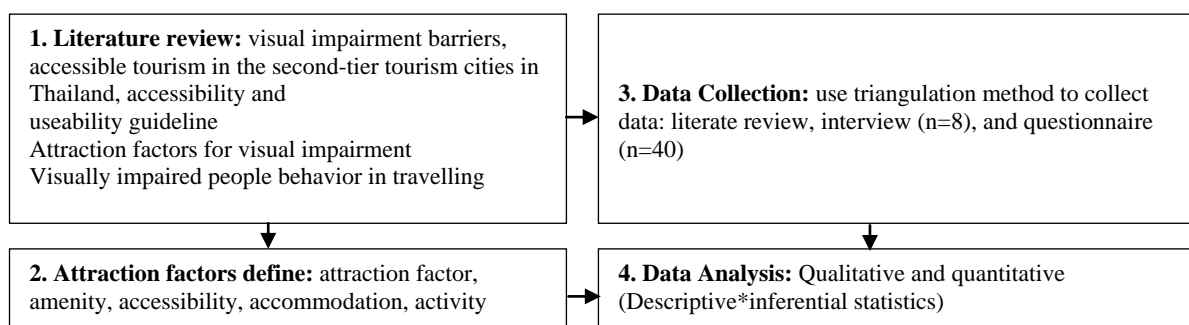 1. Literature review: visual impairment barriers,
accessible tourism in the second-tier tourism cities in
Thailand, accessibility and
useability guideline
Attraction factors for visual impairment
Visually impaired people behavior in travelling
2. Attraction factors define: attraction factor,
amenity, accessibility, accommodation, activity
3. Data Collection: use triangulation method to collect
data: literate review, interview (n=8), and questionnaire
(n=40)
4. Data Analysis: Qualitative and quantitative
(Descriptive*inferential statistics)